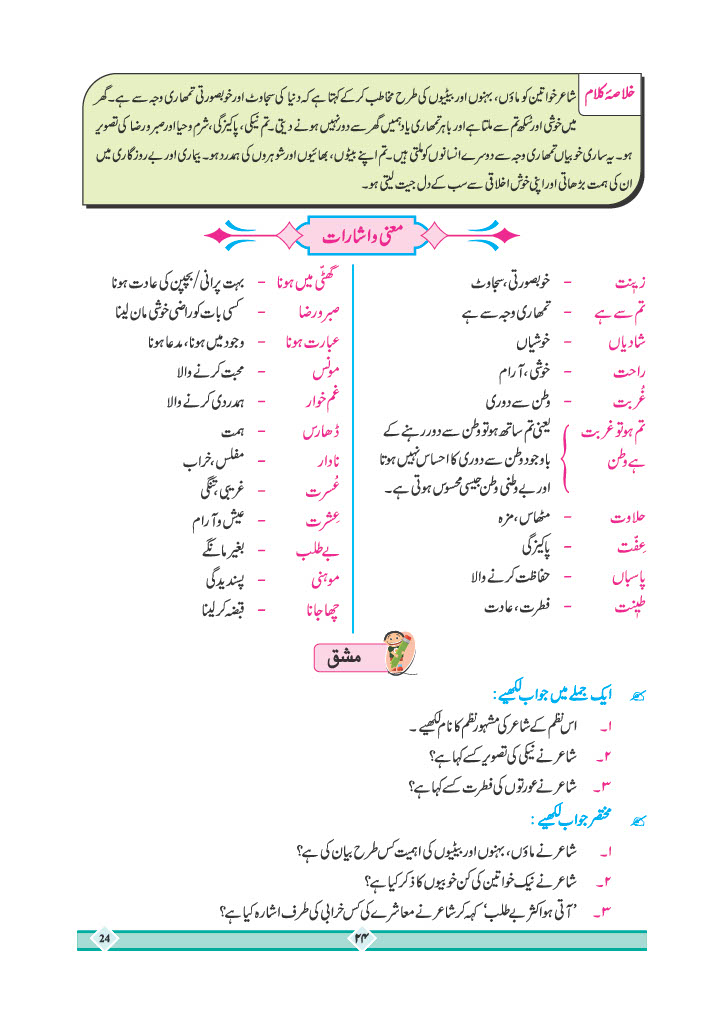 خلاصۂ کلام
شاعر خواتین کو ماؤں، بہنوں اور بیٹیوں کی طرح مخاطب کر کے کہتا ہے کہ دنیا کی سجاوٹ اور خوبصورتی تمھاری وجہ سے ہے۔ گھر
میں خوشی اور سُکھ تم سے ملتا ہے اور باہر تمھاری یاد ہمیں گھر سے دور نہیں ہونے دیتی۔ تم نیکی، پاکیزگی، شرم و حیا اور صبر و رضا کی تصویر
ہو۔ یہ ساری خوبیاں تمھاری وجہ سے دوسرے انسانوں کو ملتی ہیں۔ تم اپنے بیٹوں، بھائیوں اور شوہروں کی ہمدرد ہو۔ بیماری اور بے روزگاری میں
ان کی ہمت بڑھاتی اور اپنی خوش اخلاقی سے سب کے دل جیت لیتی ہو۔
معنی و اشارات
زینت – خوبصورتی، سجاوٹ
تم سے ہے – تمھاری وجہ سے ہے
شادیاں – خوشیاں
راحت – خوشی، آرام
غُربت – وطن سے دوری
تم ہو تو غربت – یعنی تم ساتھ ہو تو وطن سے دور رہنے کے
ہے وطن باوجود وطن سے دوری کا احساس نہیں ہوتا
اور بے وطنی وطن جیسی محسوس ہوتی ہے۔
حلاوت – مٹھاس، مزہ
عِفّت – پاکیزگی
پاسباں – حفاظت کرنے والا
طینت – فطرت، عادت
گھٹّی میں ہونا – بہت پرانی/بچپن کی عادت ہونا
صبر و رضا – کسی بات کو راضی خوشی مان لینا
عبارت ہونا – وجود میں ہونا، مدعا ہونا
مونس – محبت کرنے والا
غم خوار – ہمدردی کرنے والا
ڈھارس – ہمت
نادار – مفلس، خراب
عُسرت – غریبی، تنگی
عِشرت – عیش و آرام
بے طلب – بغیر مانگے
موہنی – پسندیدگی
چھا جانا – قبضہ کر لینا
مشق
ایک جملے میں جواب لکھیے :
۱۔ اس نظم کے شاعر کی مشہور نظم کا نام لکھیے ۔
۲۔ شاعر نے نیکی کی تصویر کسے کہا ہے؟
۳۔ شاعر نے عورتوں کی فطرت کسے کہا ہے؟
مختصر جواب لکھیے :
۱۔ شاعر نے ماؤں، بہنوں اور بیٹیوں کی اہمیت کس طرح بیان کی ہے؟
۲۔ شاعر نے نیک خواتین کی کن خوبیوں کا ذکر کیا ہے؟
۳۔ ’آتی ہو اکثر بے طلب‘ کہہ کر شاعر نے معاشرے کی کس خرابی کی طرف اشارہ کیا ہے؟
۲۴
24